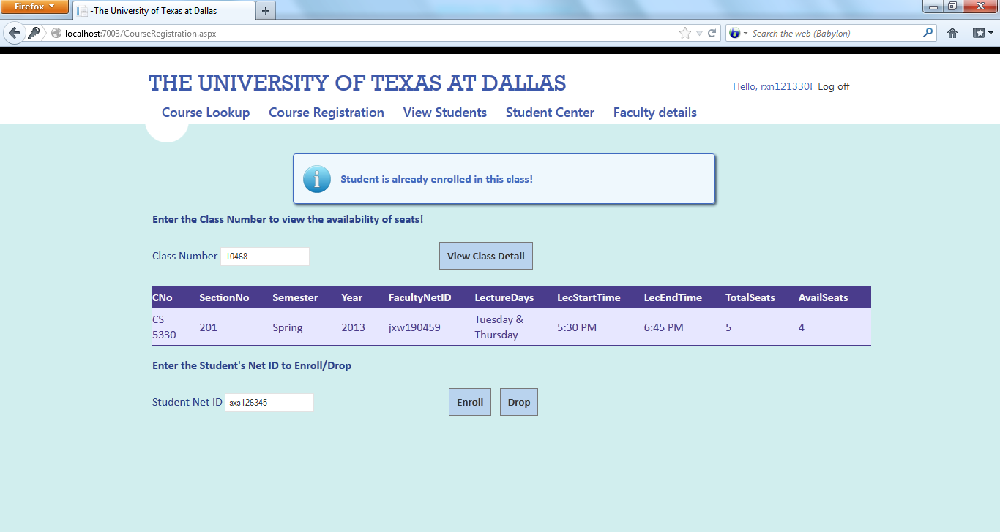 Firefox
-The University of Texas at Dallas
localhost:7003/CourseRegistration.aspx
Search the web (Babylon)
THE UNIVERSITY OF TEXAS AT DALLAS
Hello, rxn121330! Log off
Course Lookup Course Registration View Students Student Center Faculty details
Student is already enrolled in this class!
Enter the Class Number to view the availability of seats!
Class Number 10468 View Class Detail
CNo SectionNo Semester Year FacultyNetID LectureDays LecStartTime LecEndTime TotalSeats AvailSeats
CS 5330 201 Spring 2013 jxw190459 Tuesday & Thursday 5:30 PM 6:45 PM 5 4
Enter the Student's Net ID to Enroll/Drop
Student Net ID sxs126345 Enroll Drop